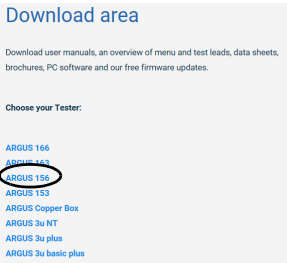 Download area
Download user manuals, an overview of menu and test leads, data sheets,
brochures, PC software and our free firmware updates.
Choose your Tester:
ARGUS 166
ARGUS 163
ARGUS 156
ARGUS 153
ARGUS Copper Box
ARGUS 3u NT
ARGUS 3u plus
ARGUS 3u basic plus